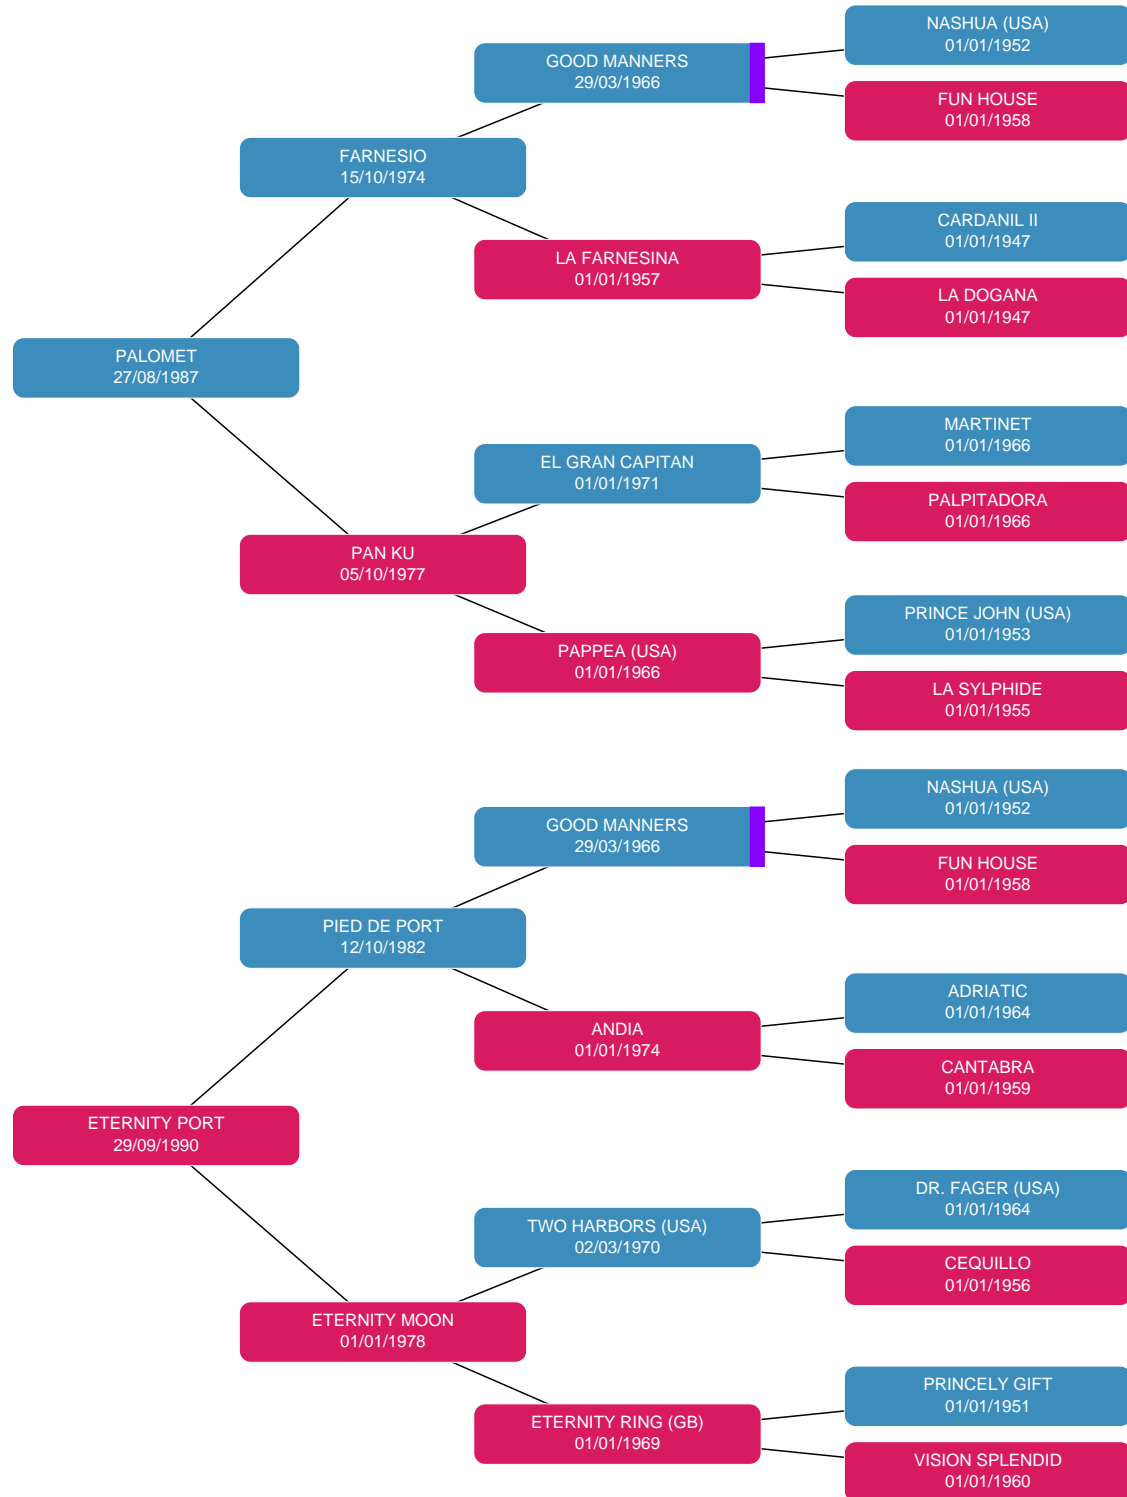 NASHUA (USA)
01/01/1952
GOOD MANNERS
29/03/1966
FUN HOUSE
01/01/1958
FARNESIO
15/10/1974
CARDANIL II
01/01/1947
LA FARNESINA
01/01/1957
LA DOGANA
01/01/1947
PALOMET
27/08/1987
MARTINET
01/01/1966
EL GRAN CAPITAN
01/01/1971
PALPITADORA
01/01/1966
PAN KU
05/10/1977
PRINCE JOHN (USA)
01/01/1953
PAPPEA (USA)
01/01/1966
LA SYLPHIDE
01/01/1955
NASHUA (USA)
01/01/1952
GOOD MANNERS
29/03/1966
FUN HOUSE
01/01/1958
PIED DE PORT
12/10/1982
ADRIATIC
01/01/1964
ANDIA
01/01/1974
CANTABRA
01/01/1959
ETERNITY PORT
29/09/1990
DR. FAGER (USA)
01/01/1964
TWO HARBORS (USA)
02/03/1970
CEQUILLO
01/01/1956
ETERNITY MOON
01/01/1978
PRINCELY GIFT
01/01/1951
ETERNITY RING (GB)
01/01/1969
VISION SPLENDID
01/01/1960